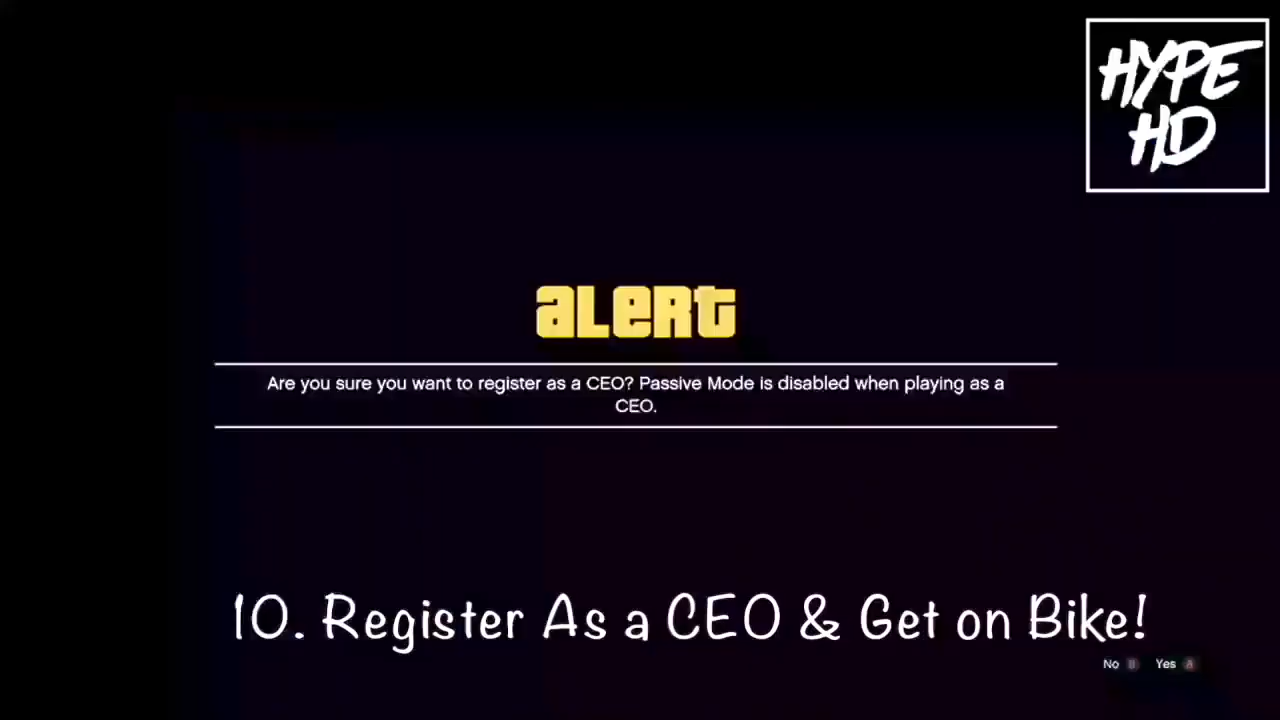 HYPE
HD
aLeRt
Are you sure you want to register as a CEO? Passive Mode is disabled when playing as a
CEO.
10. Register As a CEO & Get on Bike!
No B Yes A